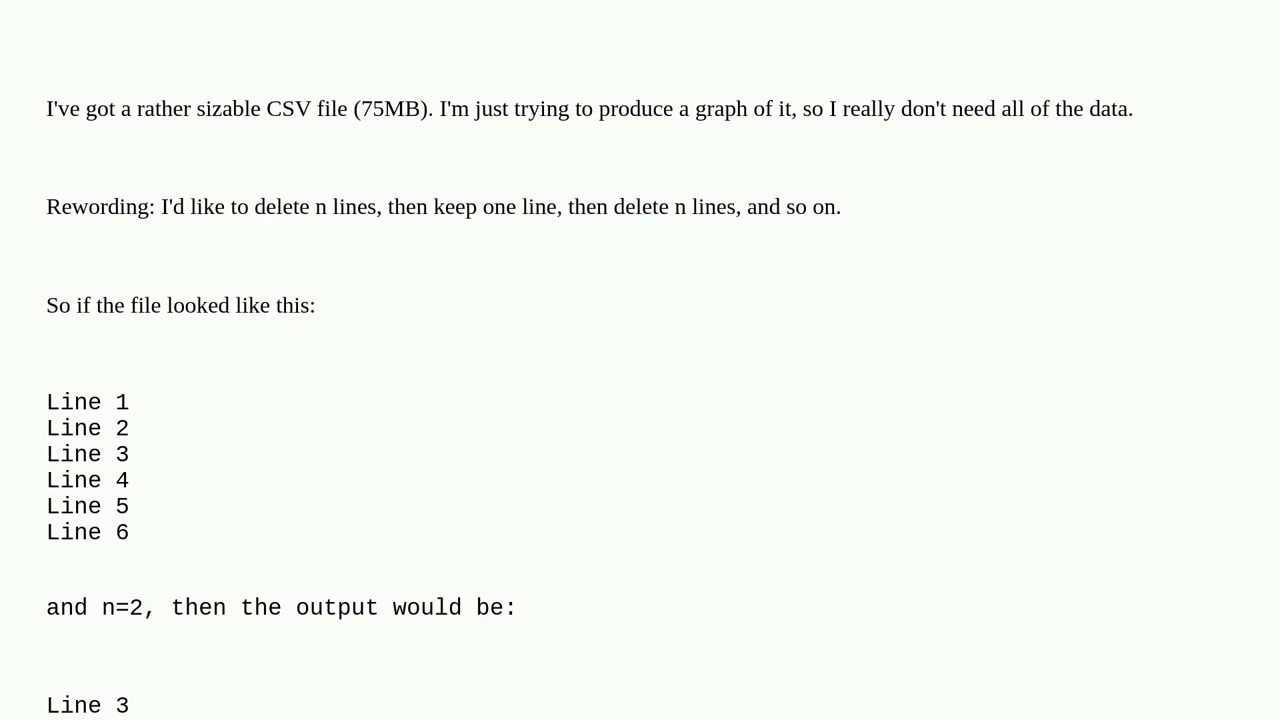 I've got a rather sizable CSV file (75MB). I'm just trying to produce a graph of it, so I really don't need all of the data.
Rewording: I'd like to delete n lines, then keep one line, then delete n lines, and so on.
So if the file looked like this:
Line 1
Line 2
Line 3
Line 4
Line 5
Line 6
and n=2, then the output would be:
Line 3